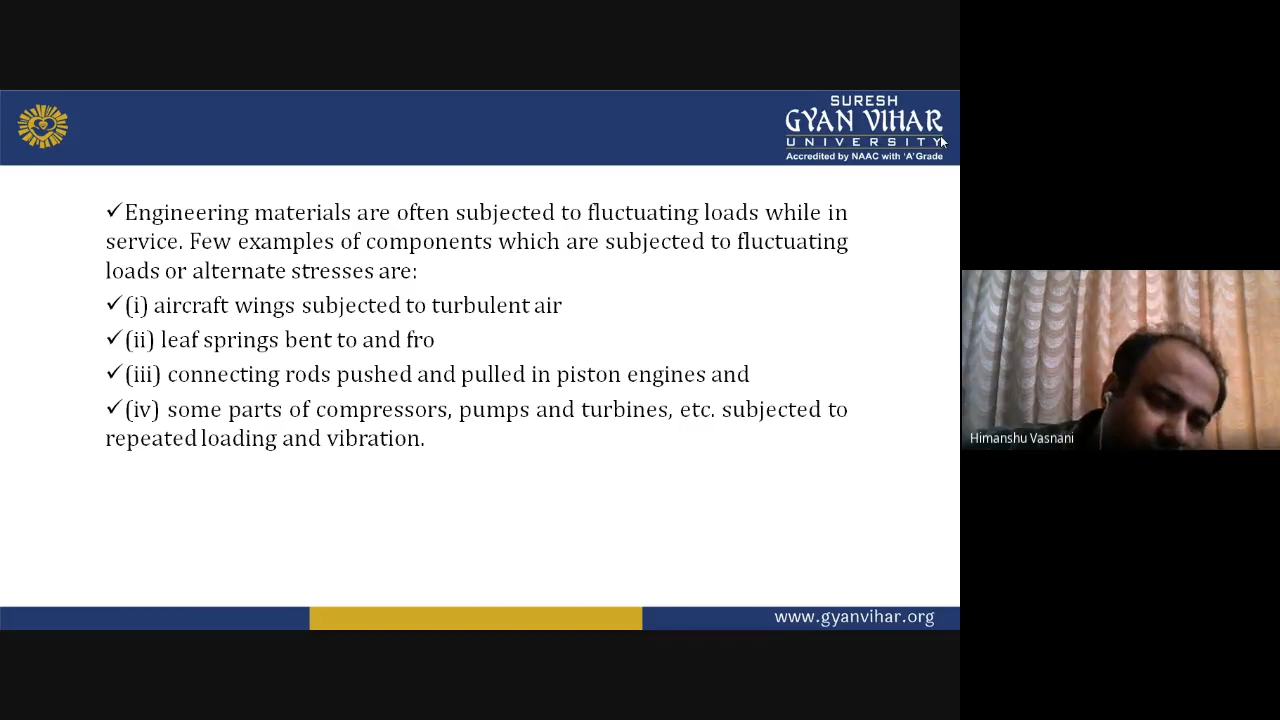 SURESH
GYAN VIHAR
UNIVERSITY
Accredited by NAAC with 'A' Grade
✓Engineering materials are often subjected to fluctuating loads while in
service. Few examples of components which are subjected to fluctuating
loads or alternate stresses are:
✓(i) aircraft wings subjected to turbulent air
✓(ii) leaf springs bent to and fro
✓(iii) connecting rods pushed and pulled in piston engines and
✓(iv) some parts of compressors, pumps and turbines, etc. subjected to
repeated loading and vibration.
Himanshu Vasnani
www.gyanvihar.org